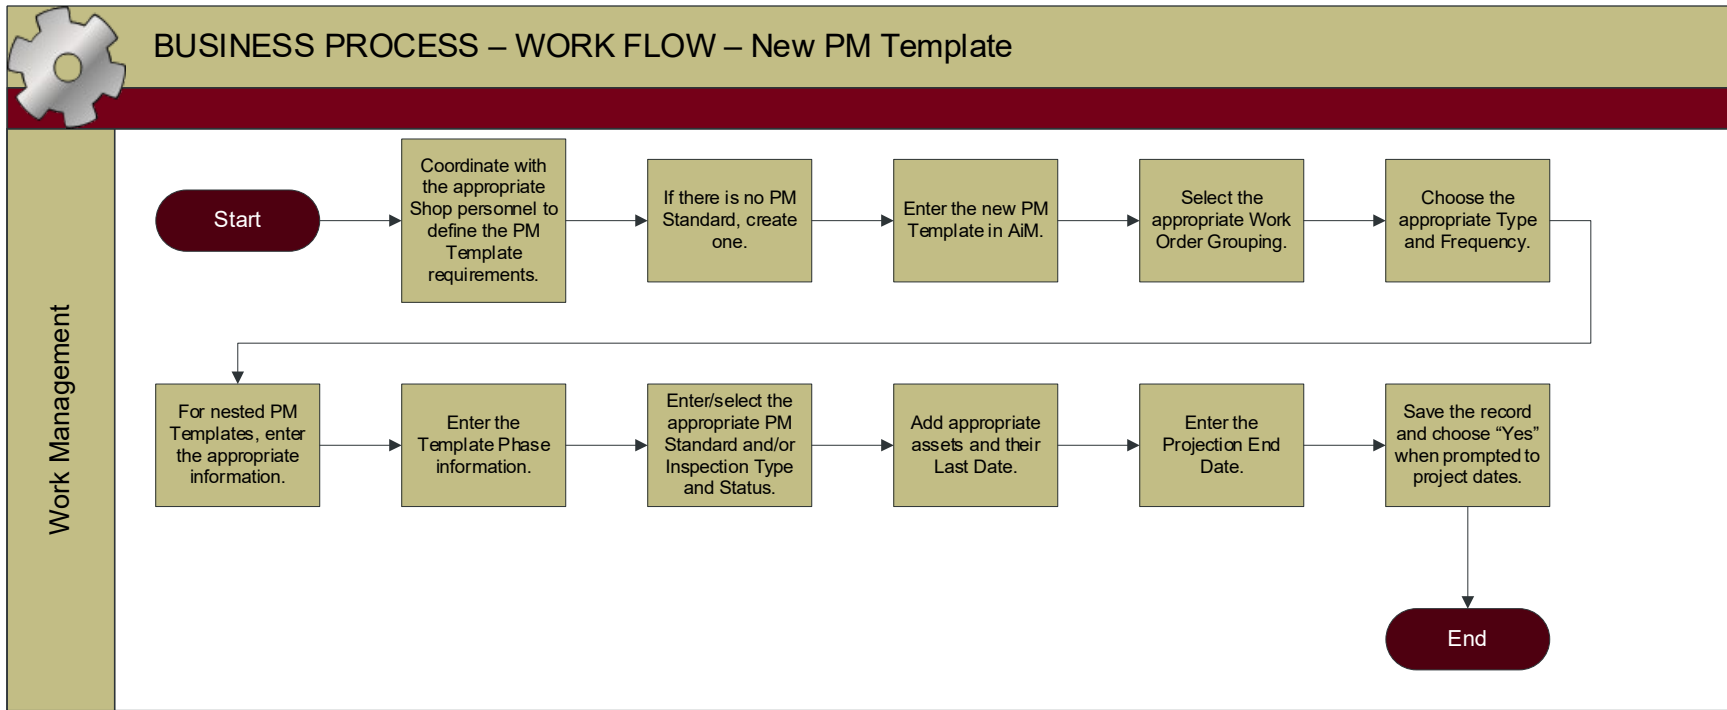 BUSINESS PROCESS – WORK FLOW – New PM Template
Work Management
Start
Coordinate with
the appropriate
Shop personnel to
define the PM
Template
requirements.
If there is no PM
Standard, create
one.
Enter the new PM
Template in AiM.
Select the
appropriate Work
Order Grouping.
Choose the
appropriate Type
and Frequency.
For nested PM
Templates, enter
the appropriate
information.
Enter the
Template Phase
information.
Enter/select the
appropriate PM
Standard and/or
Inspection Type
and Status.
Add appropriate
assets and their
Last Date.
Enter the
Projection End
Date.
Save the record
and choose “Yes”
when prompted to
project dates.
End